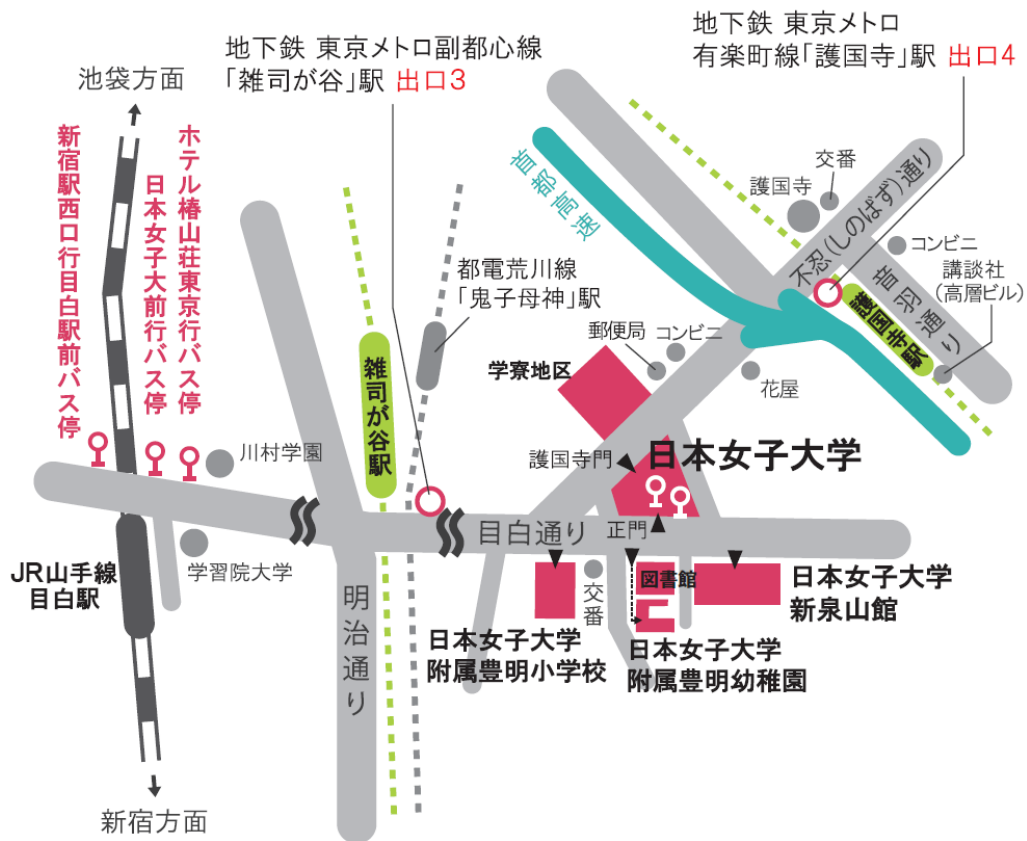 地下鉄 東京メトロ副都心線
「雑司が谷」駅 出口3
地下鉄 東京メトロ
有楽町線「護国寺」駅 出口4
池袋方面
新宿駅西口行目白駅前バス停
日本女子大前行バス停
ホテル椿山荘東京行バス停
首都高速
交番
護国寺
不忍(しのばず)通り
コンビニ
講談社
(高層ビル)
音羽通り
護国寺駅
都電荒川線
「鬼子母神」駅
郵便局
コンビニ
学寮地区
花屋
雑司が谷駅
川村学園
護国寺門
日本女子大学
目白通り
正門
学習院大学
JR山手線
目白駅
明治通り
交番
図書館
日本女子大学
附属豊明小学校
日本女子大学
附属豊明幼稚園
日本女子大学
新泉山館
新宿方面